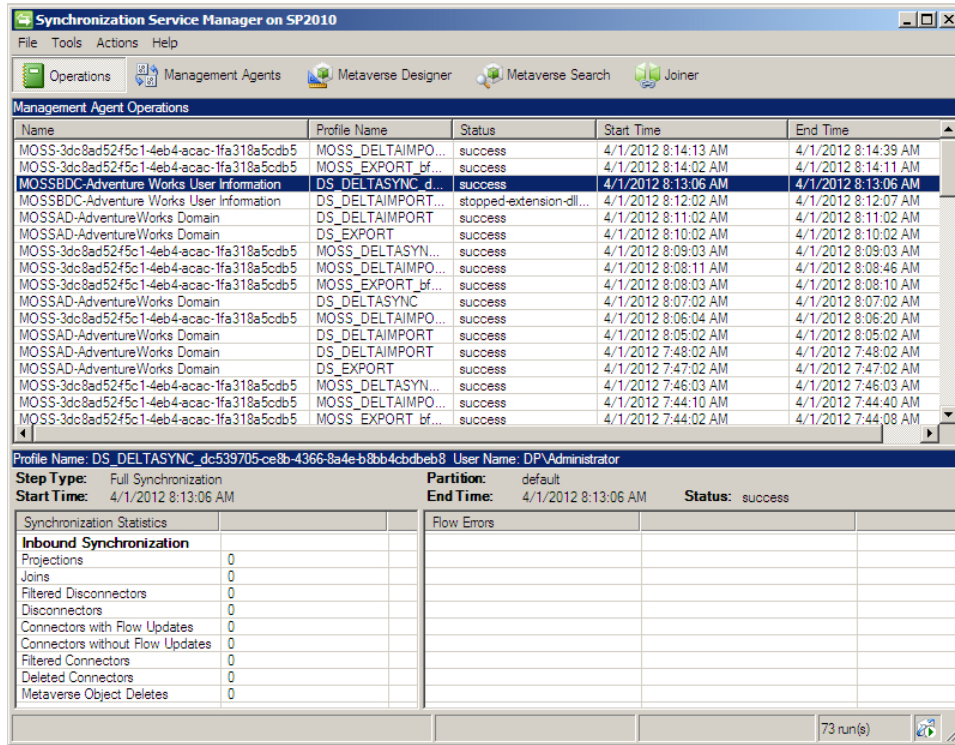 Synchronization Service Manager on SP2010
File Tools Actions Help
Operations Management Agents Metaverse Designer Metaverse Search Joiner
Management Agent Operations
Name Profile Name Status Start Time End Time
MOSS-3dc8ad52-f5c1-4eb4-acac-1fa318a5cdb5 MOSS_DELTAIMPO... success 4/1/2012 8:14:13 AM 4/1/2012 8:14:39 AM
MOSS-3dc8ad52-f5c1-4eb4-acac-1fa318a5cdb5 MOSS_EXPORT_bf... success 4/1/2012 8:14:02 AM 4/1/2012 8:14:11 AM
MOSSBDC-Adventure Works User Information DS_DELTASYNC_d... success 4/1/2012 8:13:06 AM 4/1/2012 8:13:06 AM
MOSSBDC-Adventure Works User Information DS_DELTAIMPORT... stopped-extension-dll... 4/1/2012 8:12:02 AM 4/1/2012 8:12:07 AM
MOSSAD-AdventureWorks Domain DS_DELTAIMPORT success 4/1/2012 8:11:02 AM 4/1/2012 8:11:02 AM
MOSSAD-AdventureWorks Domain DS_EXPORT success 4/1/2012 8:10:02 AM 4/1/2012 8:10:02 AM
MOSS-3dc8ad52-f5c1-4eb4-acac-1fa318a5cdb5 MOSS_DELTASYN... success 4/1/2012 8:09:03 AM 4/1/2012 8:09:03 AM
MOSS-3dc8ad52-f5c1-4eb4-acac-1fa318a5cdb5 MOSS_DELTAIMPO... success 4/1/2012 8:08:11 AM 4/1/2012 8:08:46 AM
MOSS-3dc8ad52-f5c1-4eb4-acac-1fa318a5cdb5 MOSS_EXPORT_bf... success 4/1/2012 8:08:03 AM 4/1/2012 8:08:10 AM
MOSSAD-AdventureWorks Domain DS_DELTASYNC success 4/1/2012 8:07:02 AM 4/1/2012 8:07:02 AM
MOSS-3dc8ad52-f5c1-4eb4-acac-1fa318a5cdb5 MOSS_DELTAIMPO... success 4/1/2012 8:06:04 AM 4/1/2012 8:06:20 AM
MOSSAD-AdventureWorks Domain DS_DELTAIMPORT success 4/1/2012 8:05:02 AM 4/1/2012 8:05:02 AM
MOSSAD-AdventureWorks Domain DS_DELTAIMPORT success 4/1/2012 7:48:02 AM 4/1/2012 7:48:02 AM
MOSSAD-AdventureWorks Domain DS_EXPORT success 4/1/2012 7:47:02 AM 4/1/2012 7:47:02 AM
MOSS-3dc8ad52-f5c1-4eb4-acac-1fa318a5cdb5 MOSS_DELTASYN... success 4/1/2012 7:46:03 AM 4/1/2012 7:46:03 AM
MOSS-3dc8ad52-f5c1-4eb4-acac-1fa318a5cdb5 MOSS_DELTAIMPO... success 4/1/2012 7:44:10 AM 4/1/2012 7:44:40 AM
MOSS-3dc8ad52-f5c1-4eb4-acac-1fa318a5cdb5 MOSS_EXPORT_bf... success 4/1/2012 7:44:02 AM 4/1/2012 7:44:08 AM
Profile Name: DS_DELTASYNC_dc539705-ce8b-4366-8a4e-b8bb4cbdbeb8 User Name: DP\Administrator
Step Type: Full Synchronization Partition: default
Start Time: 4/1/2012 8:13:06 AM End Time: 4/1/2012 8:13:06 AM Status: success
Synchronization Statistics Flow Errors
Inbound Synchronization
Projections 0
Joins 0
Filtered Disconnectors 0
Disconnectors 0
Connectors with Flow Updates 0
Connectors without Flow Updates 0
Filtered Connectors 0
Deleted Connectors 0
Metaverse Object Deletes 0
73 run(s)